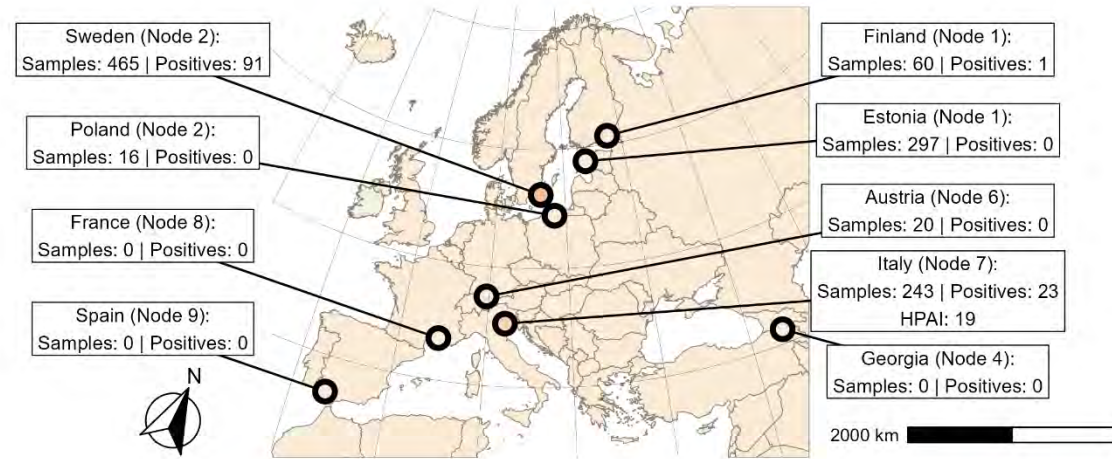 Sweden (Node 2):
Samples: 465 | Positives: 91
Poland (Node 2):
Samples: 16 | Positives: 0
France (Node 8):
Samples: 0 | Positives: 0
Spain (Node 9):
Samples: 0 | Positives: 0
N
Finland (Node 1):
Samples: 60 | Positives: 1
Estonia (Node 1):
Samples: 297 | Positives: 0
Austria (Node 6):
Samples: 20 | Positives: 0
Italy (Node 7):
Samples: 243 | Positives: 23
HPAI: 19
Georgia (Node 4):
Samples: 0 | Positives: 0
2000 km